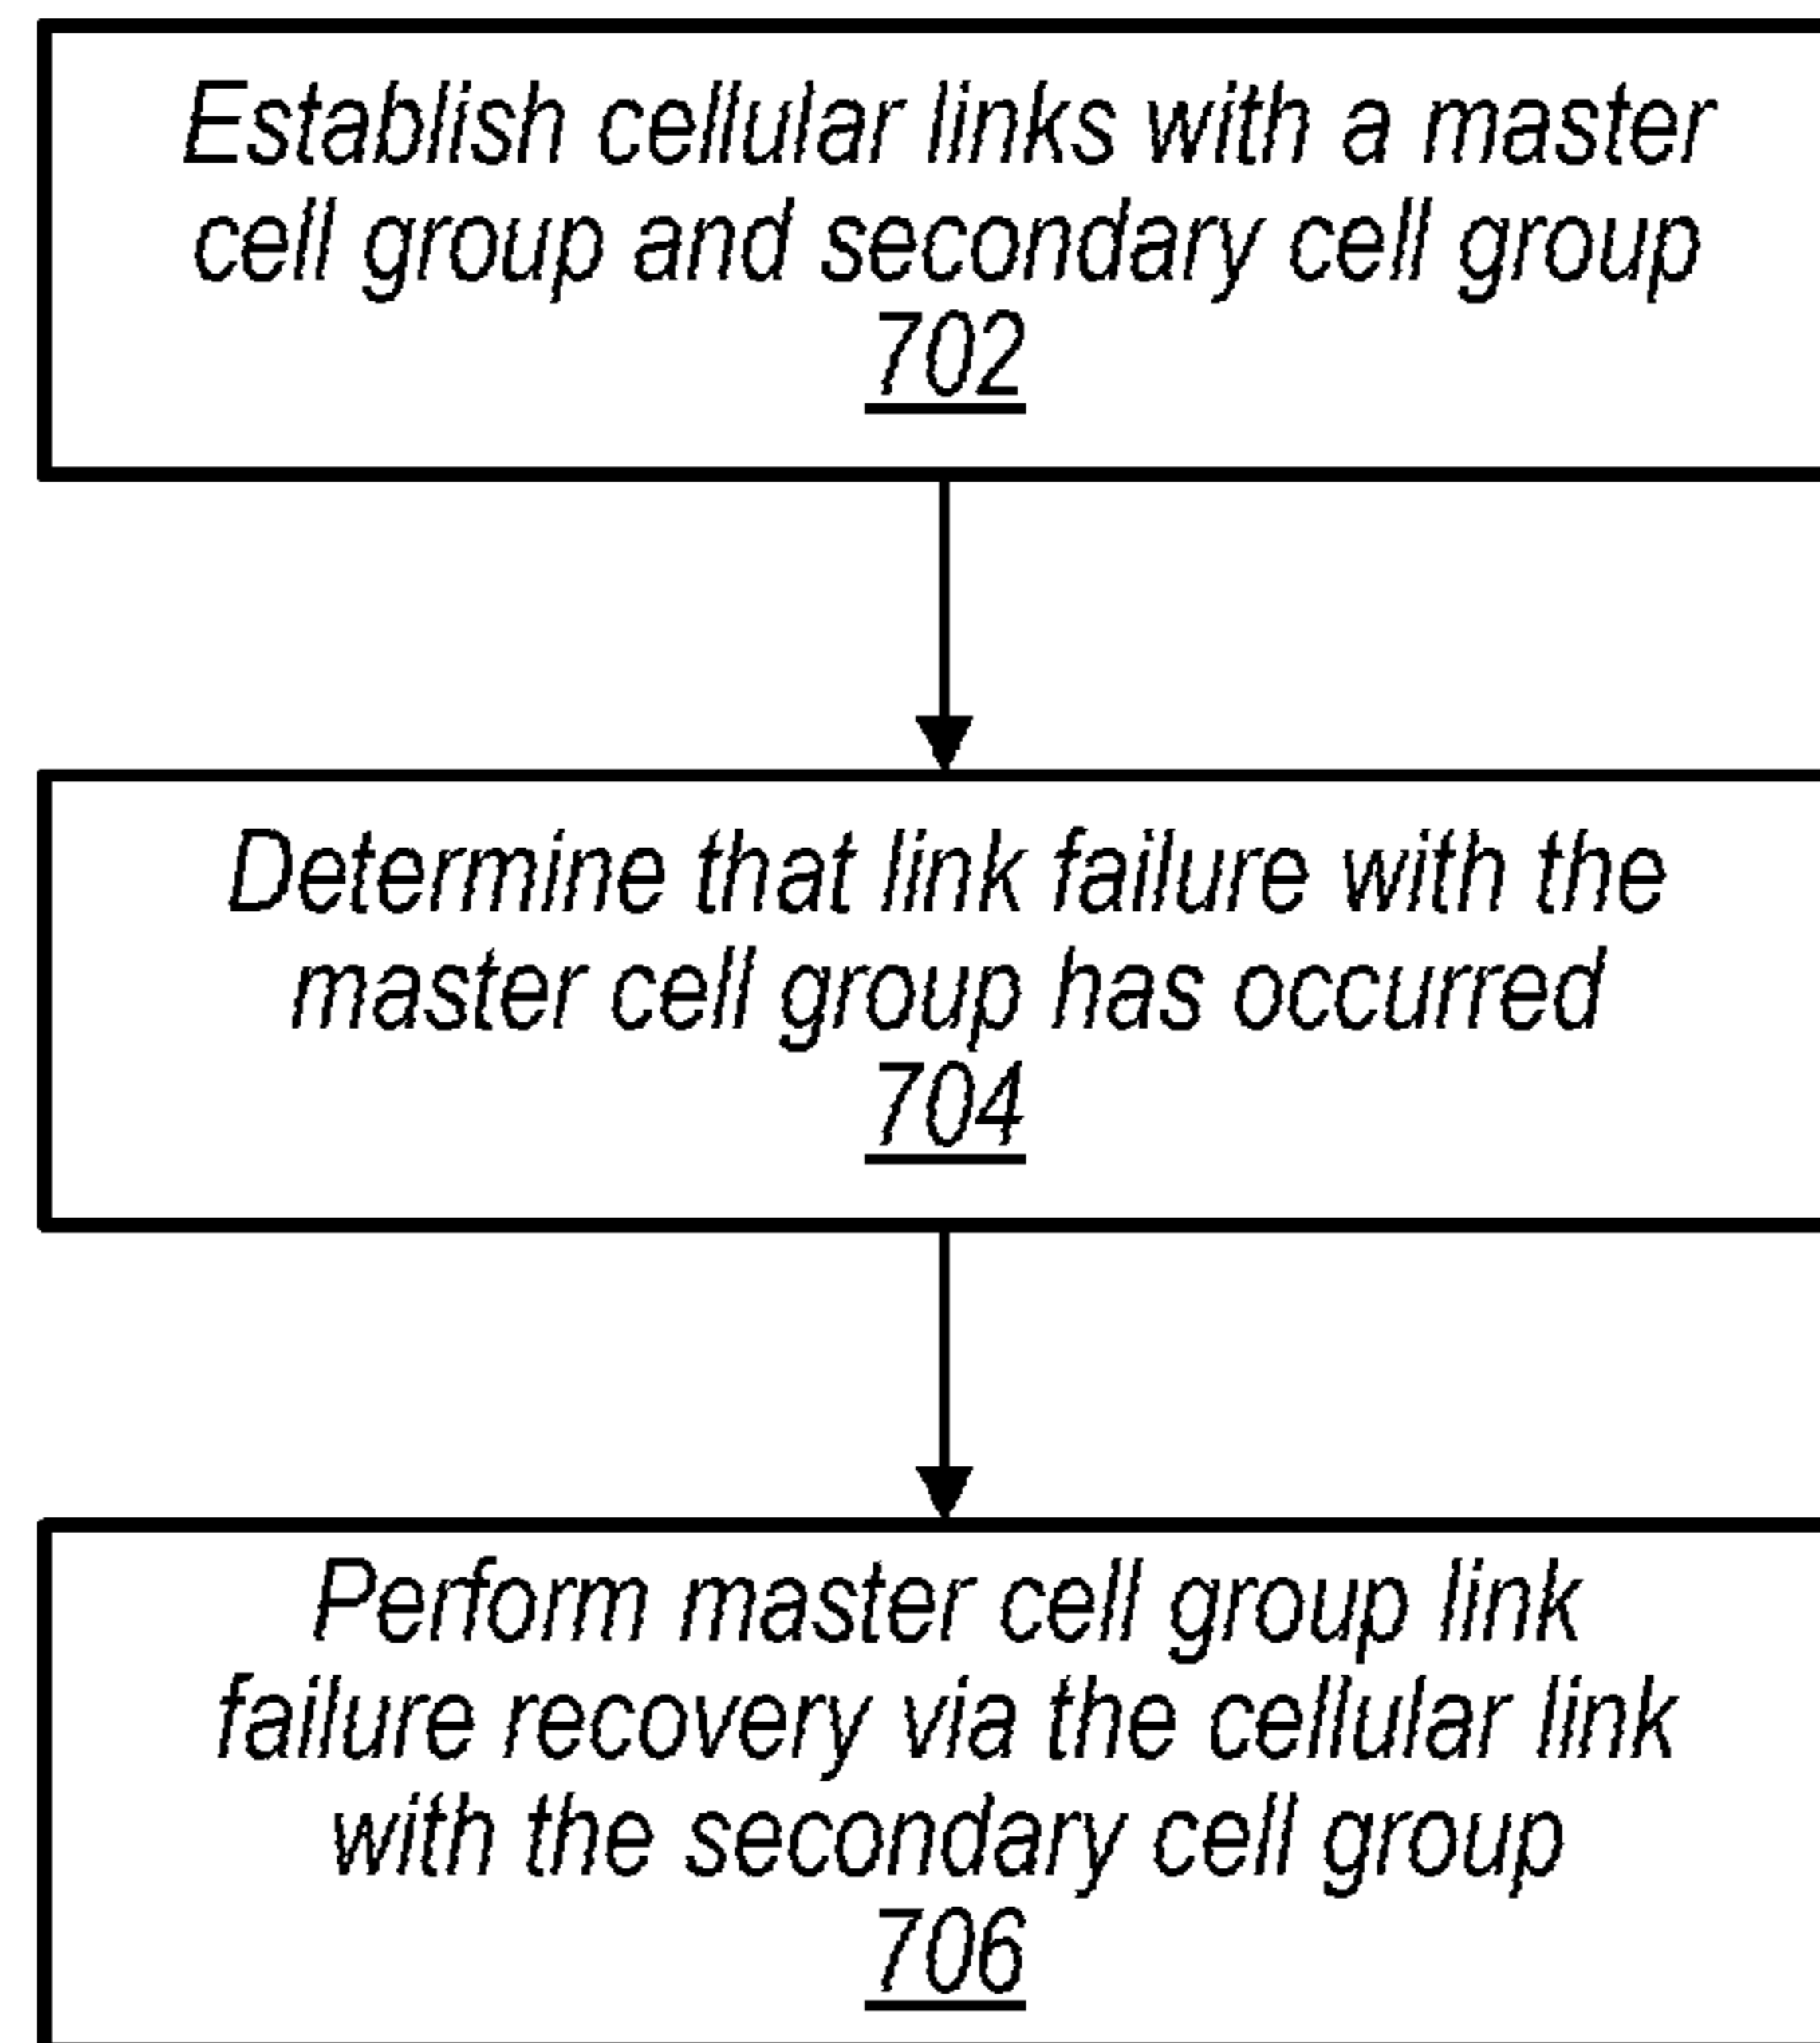 Establish cellular links with a master
cell group and secondary cell group
702
Determine that link failure with the
master cell group has occurred
704
Perform master cell group link
failure recovery via the cellular link
with the secondary cell group
706